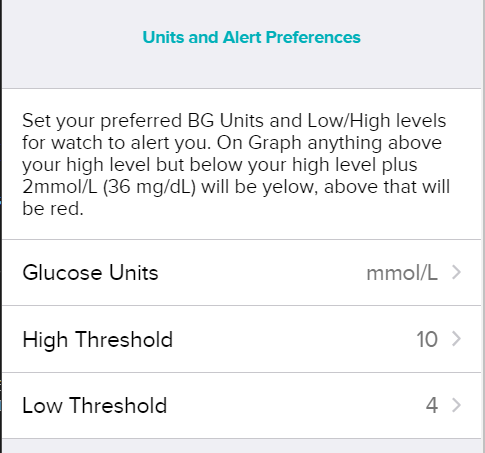 Units and Alert Preferences
Set your preferred BG Units and Low/High levels
for watch to alert you. On Graph anything above
your high level but below your high level plus
2mmol/L (36 mg/dL) will be yelow, above that will
be red.
Glucose Units mmol/L >
High Threshold 10 >
Low Threshold 4 >